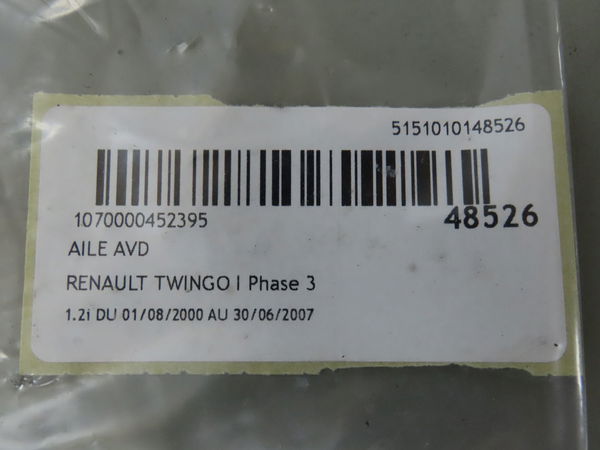 5151010148526
1070000452395
48526
AILE AVD
RENAULT TWINGO I Phase 3
1.2i DU 01/08/2000 AU 30/06/2007